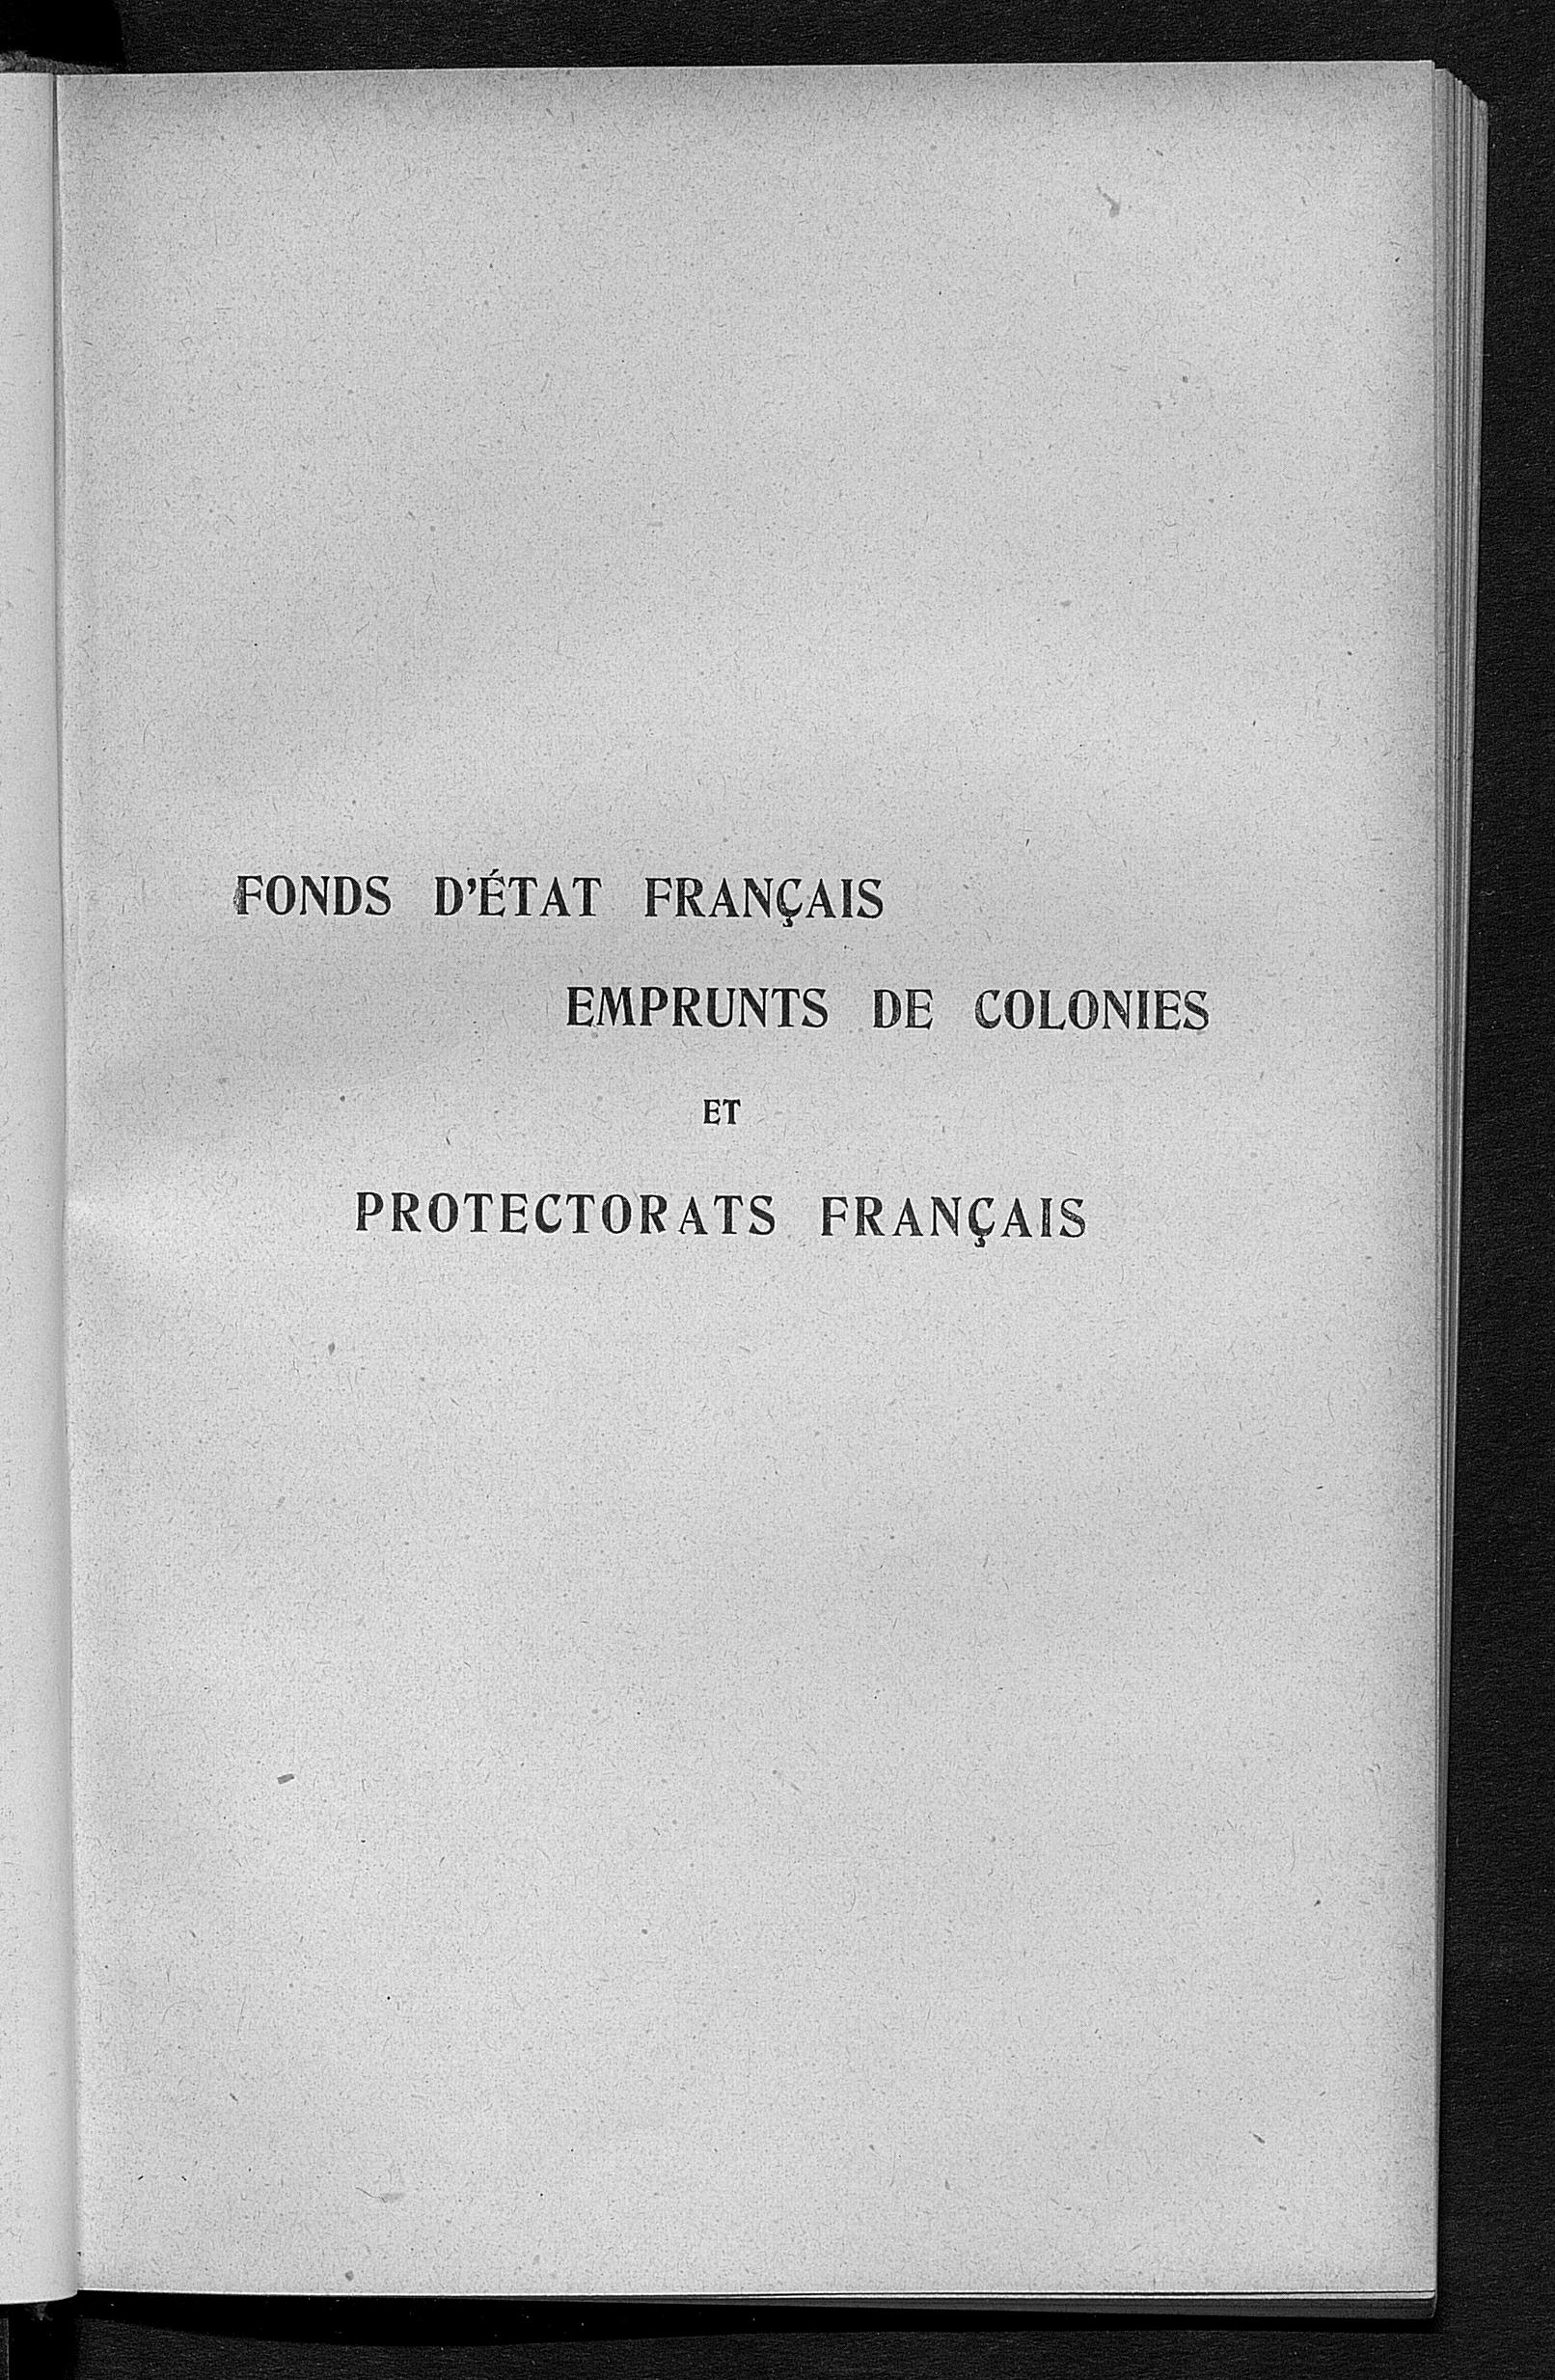 FONDS D'ÉTAT FRANÇAIS
EMPRUNTS DE COLONIES
ET
PROTECTORATS FRANÇAIS